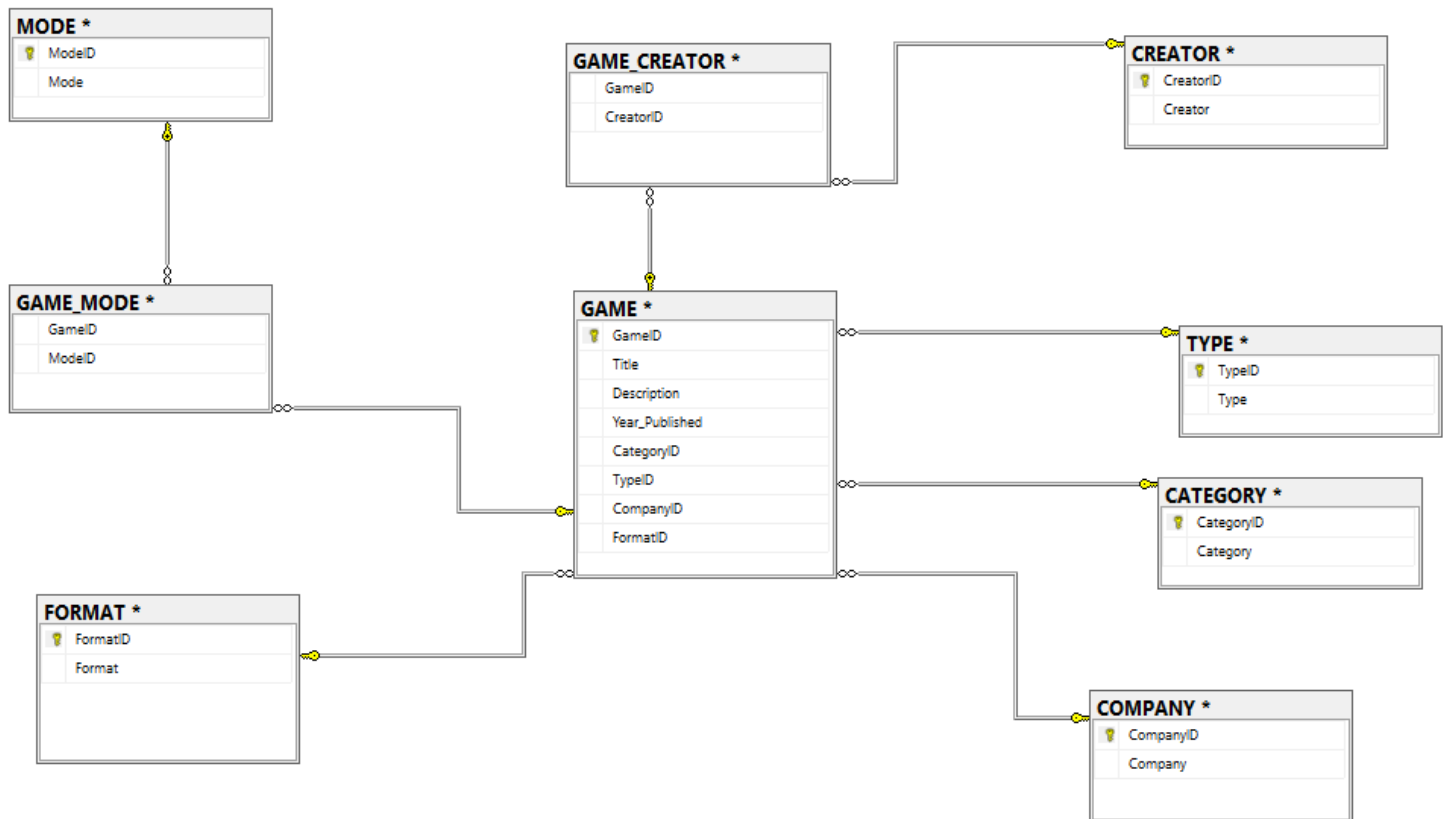 MODE *
ModeID
Mode
GAME_CREATOR *
GameID
CreatorID
CREATOR *
CreatorID
Creator
GAME_MODE *
GameID
ModeID
GAME *
GameID
Title
Description
Year_Published
CategoryID
TypeID
CompanyID
FormatID
TYPE *
TypeID
Type
CATEGORY *
CategoryID
Category
FORMAT *
FormatID
Format
COMPANY *
CompanyID
Company